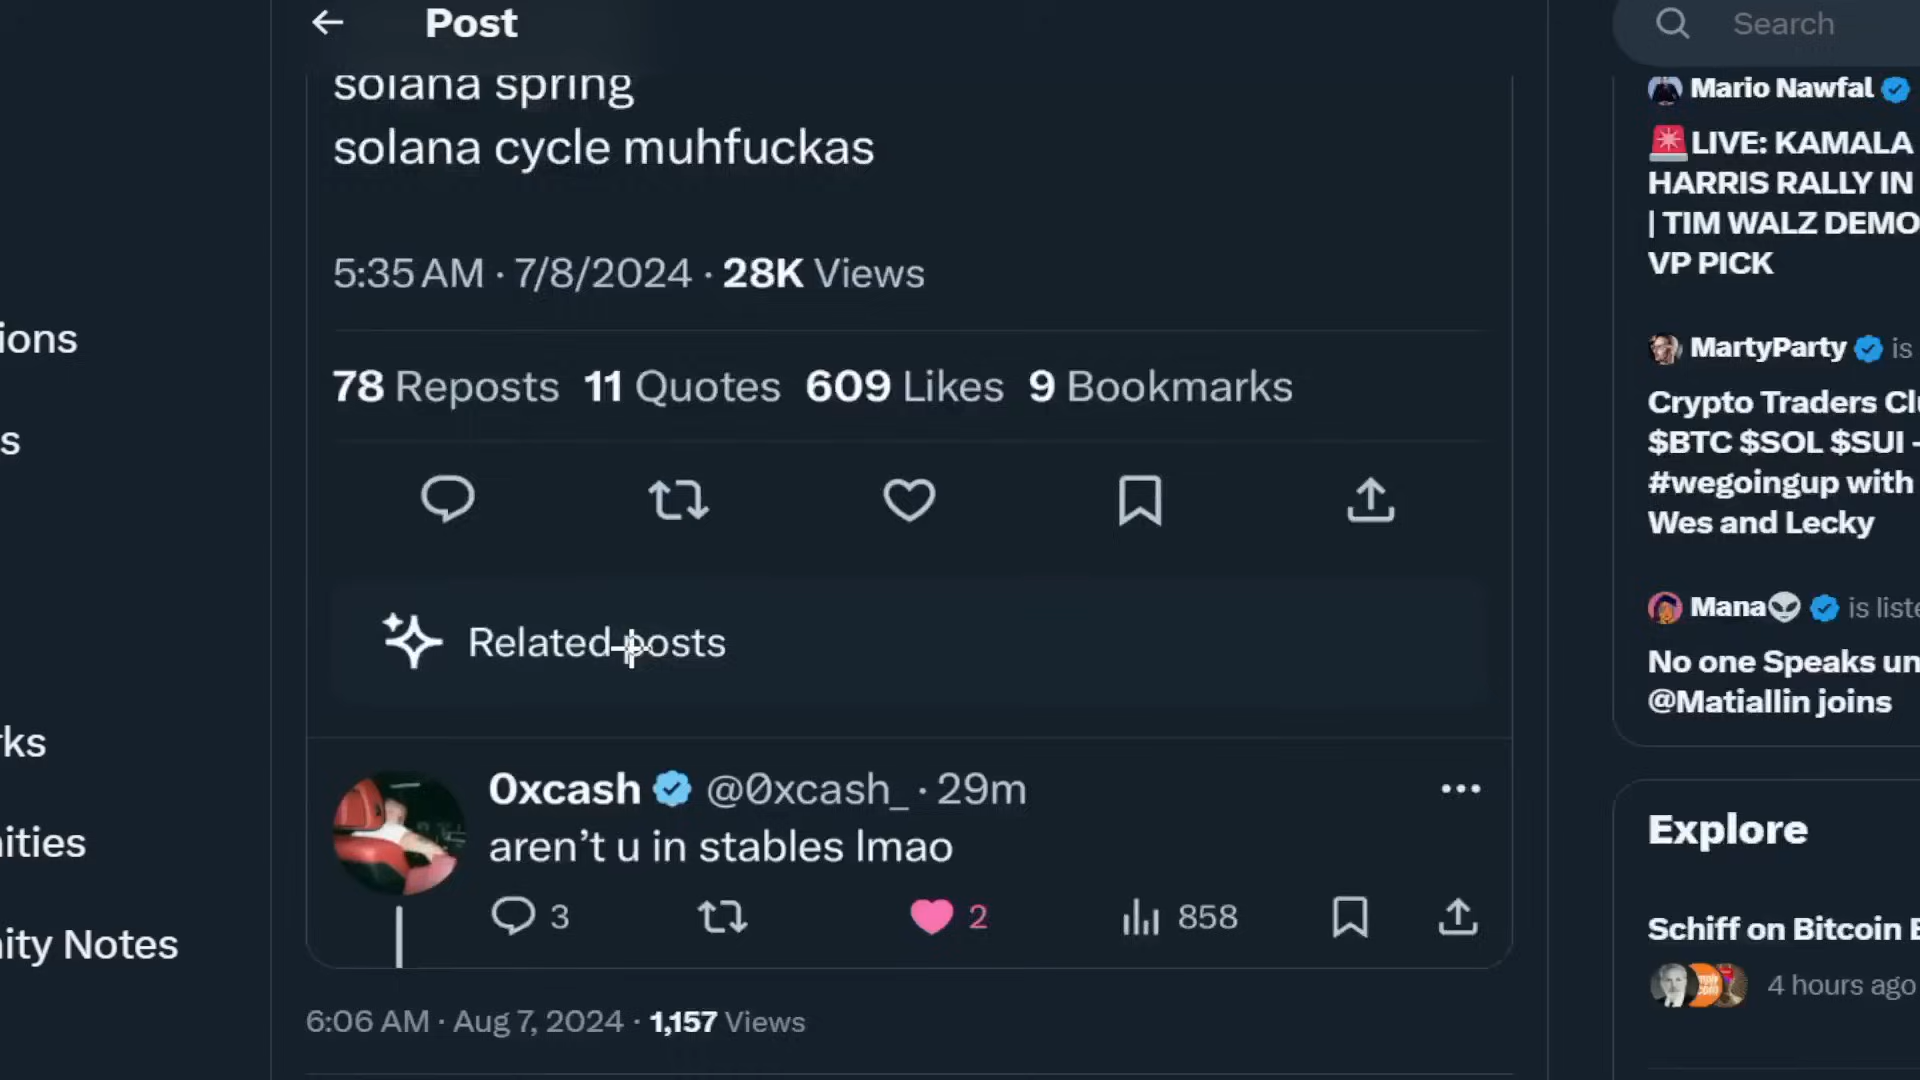 Post
Search
solana spring
solana cycle muhfuckas
5:35 AM · 7/8/2024 · 28K Views
78 Reposts 11 Quotes 609 Likes 9 Bookmarks
Related posts
0xcash @0xcash_ · 29m
aren’t u in stables lmao
3
2
858
6:06 AM · Aug 7, 2024 · 1,157 Views
ions
s
rks
ities
ity Notes
Mario Nawfal
🚨LIVE: KAMALA
HARRIS RALLY IN
| TIM WALZ DEMO
VP PICK
MartyParty is
Crypto Traders Cl
$BTC $SOL $SUI -
#wegoingup with
Wes and Lecky
Mana👽 is liste
No one Speaks un
@Matiallin joins
Explore
Schiff on Bitcoin E
4 hours ago